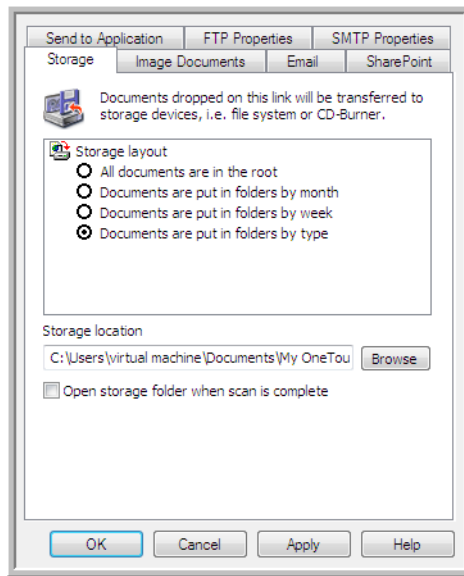 Send to Application FTP Properties SMTP Properties
Storage Image Documents Email SharePoint
Documents dropped on this link will be transferred to
storage devices, i.e. file system or CD-Burner.
Storage layout
All documents are in the root
Documents are put in folders by month
Documents are put in folders by week
Documents are put in folders by type
Storage location
C:\Users\virtual machine\Documents\My OneTou Browse
Open storage folder when scan is complete
OK Cancel Apply Help